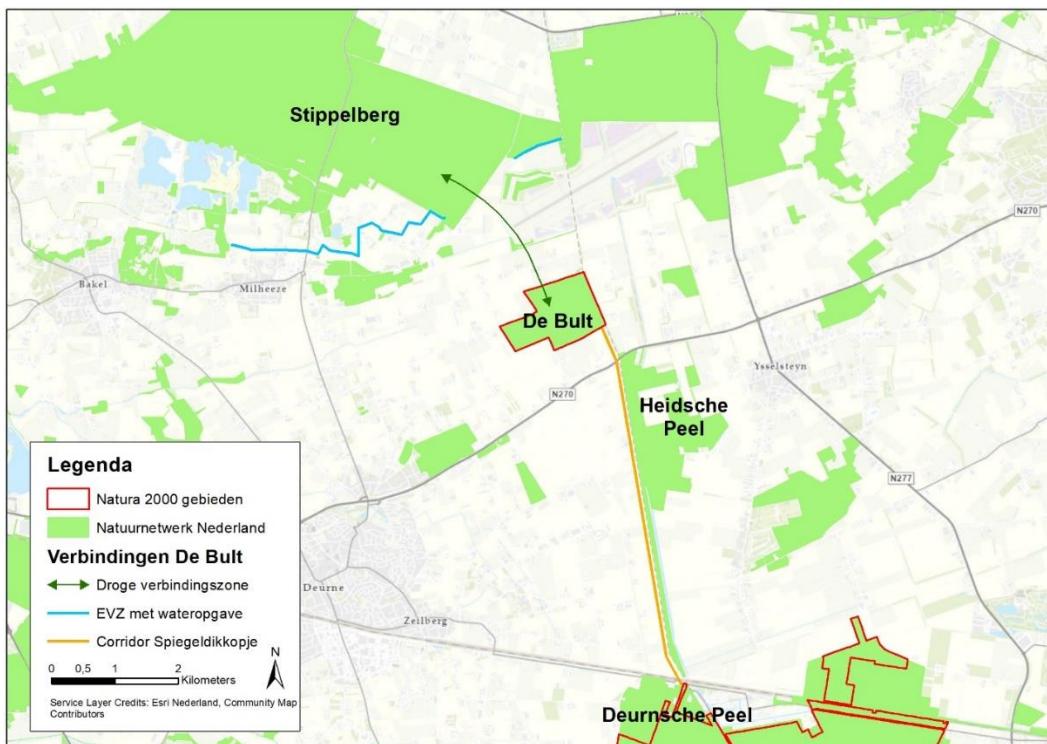 Stippelberg
N270
Bakel
Milheeze
De Bult
Ysselsteyn
N270
Heidsche
Peel
N277
Deurne
Zeilberg
Deurnsche Peel
Legenda
Natura 2000 gebieden
Natuurnetwerk Nederland
Verbindingen De Bult
Droge verbindingszone
EVZ met wateropgave
Corridor Spiegeldikkopje
0 0,5 1 2
Kilometers
N
Service Layer Credits: Esri Nederland, Community Map
Contributors